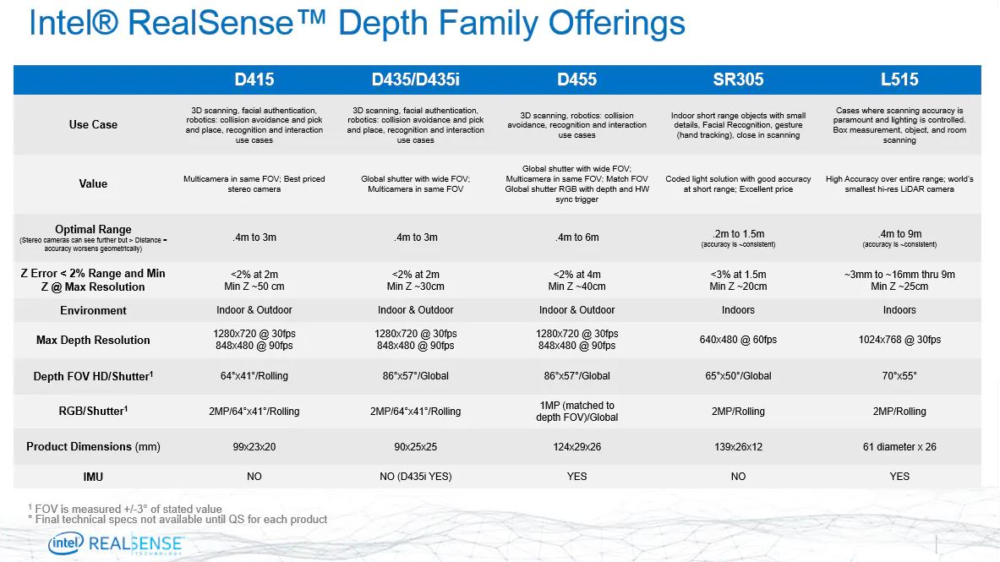 Intel® RealSense™ Depth Family Offerings
D415 D435/D435i D455 SR305 L515
Use Case
3D scanning, facial authentication,
robotics: collision avoidance and pick
and place, recognition and interaction
use cases
3D scanning, facial authentication,
robotics: collision avoidance and pick
and place, recognition and interaction
use cases
3D scanning, robotics: collision
avoidance, recognition and interaction
use cases
Indoor short range objects with small
details, Facial Recognition, gesture
(hand tracking), close in scanning
Cases where scanning accuracy is
paramount and lighting is controlled.
Box measurement, object, and room
scanning
Value
Multicamera in same FOV; Best priced
stereo camera
Global shutter with wide FOV;
Multicamera in same FOV
Global shutter with wide FOV;
Multicamera in same FOV; Match FOV
Global shutter RGB with depth and HW
sync trigger
Coded light solution with good accuracy
at short range; Excellent price
High Accuracy over entire range; world's
smallest hi-res LiDAR camera
Optimal Range
(Stereo cameras can see further but > Distance =
accuracy worsens geometrically)
.4m to 3m
.4m to 3m
.4m to 6m
.2m to 1.5m
(accuracy is ~consistent)
.4m to 9m
(accuracy is ~consistent)
Z Error < 2% Range and Min
Z @ Max Resolution
<2% at 2m
Min Z ~50 cm
<2% at 2m
Min Z ~30cm
<2% at 4m
Min Z ~40cm
<3% at 1.5m
Min Z ~20cm
~3mm to ~16mm thru 9m
Min Z ~25cm
Environment
Indoor & Outdoor
Indoor & Outdoor
Indoor & Outdoor
Indoors
Indoors
Max Depth Resolution
1280x720 @ 30fps
848x480 @ 90fps
1280x720 @ 30fps
848x480 @ 90fps
1280x720 @ 30fps
848x480 @ 90fps
640x480 @ 60fps
1024x768 @ 30fps
Depth FOV HD/Shutter¹
64°x41°/Rolling
86°x57°/Global
86°x57°/Global
65°x50°/Global
70°x55°
RGB/Shutter¹
2MP/64°x41°/Rolling
2MP/64°x41°/Rolling
1MP (matched to
depth FOV)/Global
2MP/Rolling
2MP/Rolling
Product Dimensions (mm)
99x23x20
90x25x25
124x29x26
139x26x12
61 diameter x 26
IMU
NO
NO (D435i YES)
YES
NO
YES
¹ FOV is measured +/-3° of stated value
* Final technical specs not available until QS for each product
intel REALSENSE™
TECHNOLOGY